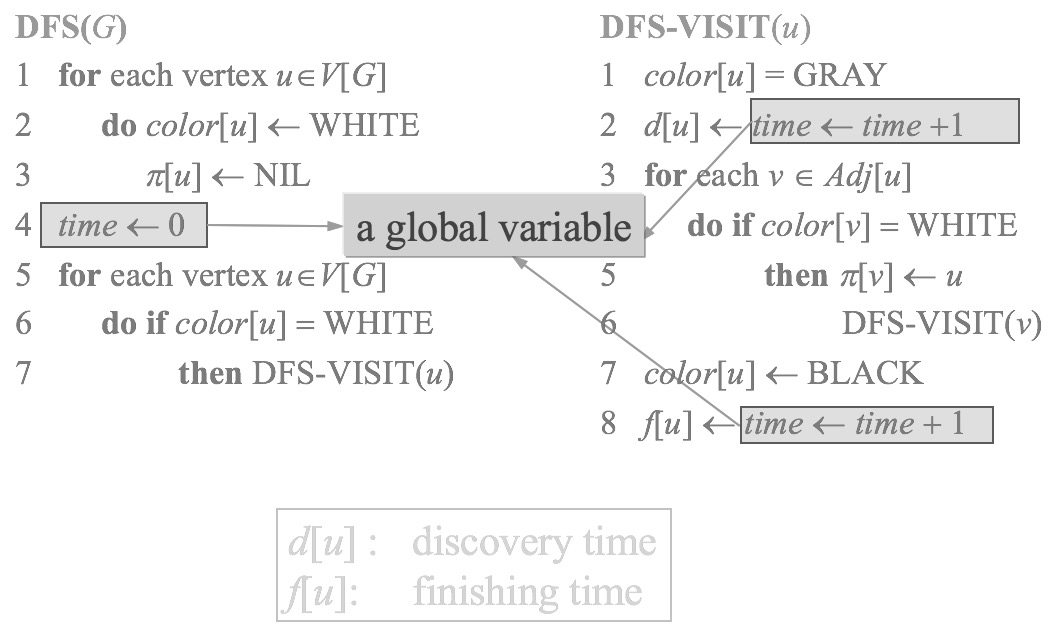 DFS(G)
1 for each vertex u∈V[G]
2 do color[u] ← WHITE
3 π[u] ← NIL
4 time ← 0
5 for each vertex u∈V[G]
6 do if color[u] = WHITE
7 then DFS-VISIT(u)
a global variable
DFS-VISIT(u)
1 color[u] = GRAY
2 d[u] ← time ← time +1
3 for each v ∈ Adj[u]
do if color[v] = WHITE
5 then π[v] ← u
6 DFS-VISIT(v)
7 color[u] ← BLACK
8 f[u] ← time ← time + 1
d[u] : discovery time
f[u]: finishing time